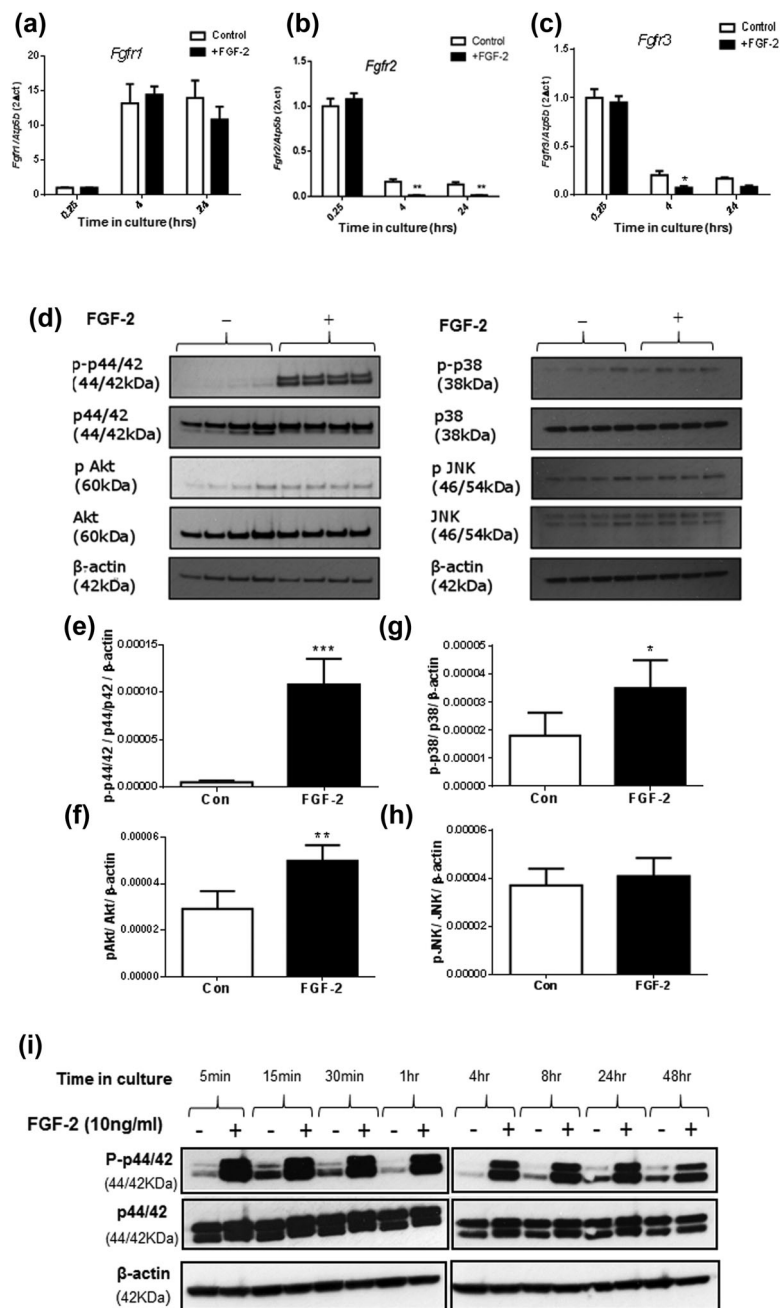 (a)
Fgfr1
Control
+FGF-2
Fgfr1/Atp5b (2Δct)
20
15
10
5
0
0.25
4
24
Time in culture (hrs)
(b)
Fgfr2
Control
+FGF-2
Fgfr2/Atp5b (2Δct)
1.5
1.0
0.5
0.0
**
**
0.25
4
24
Time in culture (hrs)
(c)
Fgfr3
Control
+FGF-2
Fgfr3/Atp5b (2Δct)
1.5
1.0
0.5
0.0
*
0.25
4
24
Time in culture (hrs)
(d)
FGF-2 – +
p-p44/42
(44/42kDa)
p44/42
(44/42kDa)
p Akt
(60kDa)
Akt
(60kDa)
β-actin
(42kDa)
FGF-2 – +
p-p38
(38kDa)
p38
(38kDa)
p JNK
(46/54kDa)
JNK
(46/54kDa)
β-actin
(42kDa)
(e)
p-p44/42 / p44/p42 / β-actin
0.00015
0.00010
0.00005
0.00000
***
Con FGF-2
(g)
p-p38/ p38/ β-actin
0.00005
0.00004
0.00003
0.00002
0.00001
0.00000
*
Con FGF-2
(f)
pAkt/ Akt/ β-actin
0.00006
0.00004
0.00002
0.00000
**
Con FGF-2
(h)
pJNK/ JNK/ β-actin
0.00006
0.00004
0.00002
0.00000
Con FGF-2
(i)
Time in culture 5min 15min 30min 1hr 4hr 8hr 24hr 48hr
FGF-2 (10ng/ml) - + - + - + - + - + - + - + - +
P-p44/42
(44/42KDa)
p44/42
(44/42KDa)
β-actin
(42KDa)